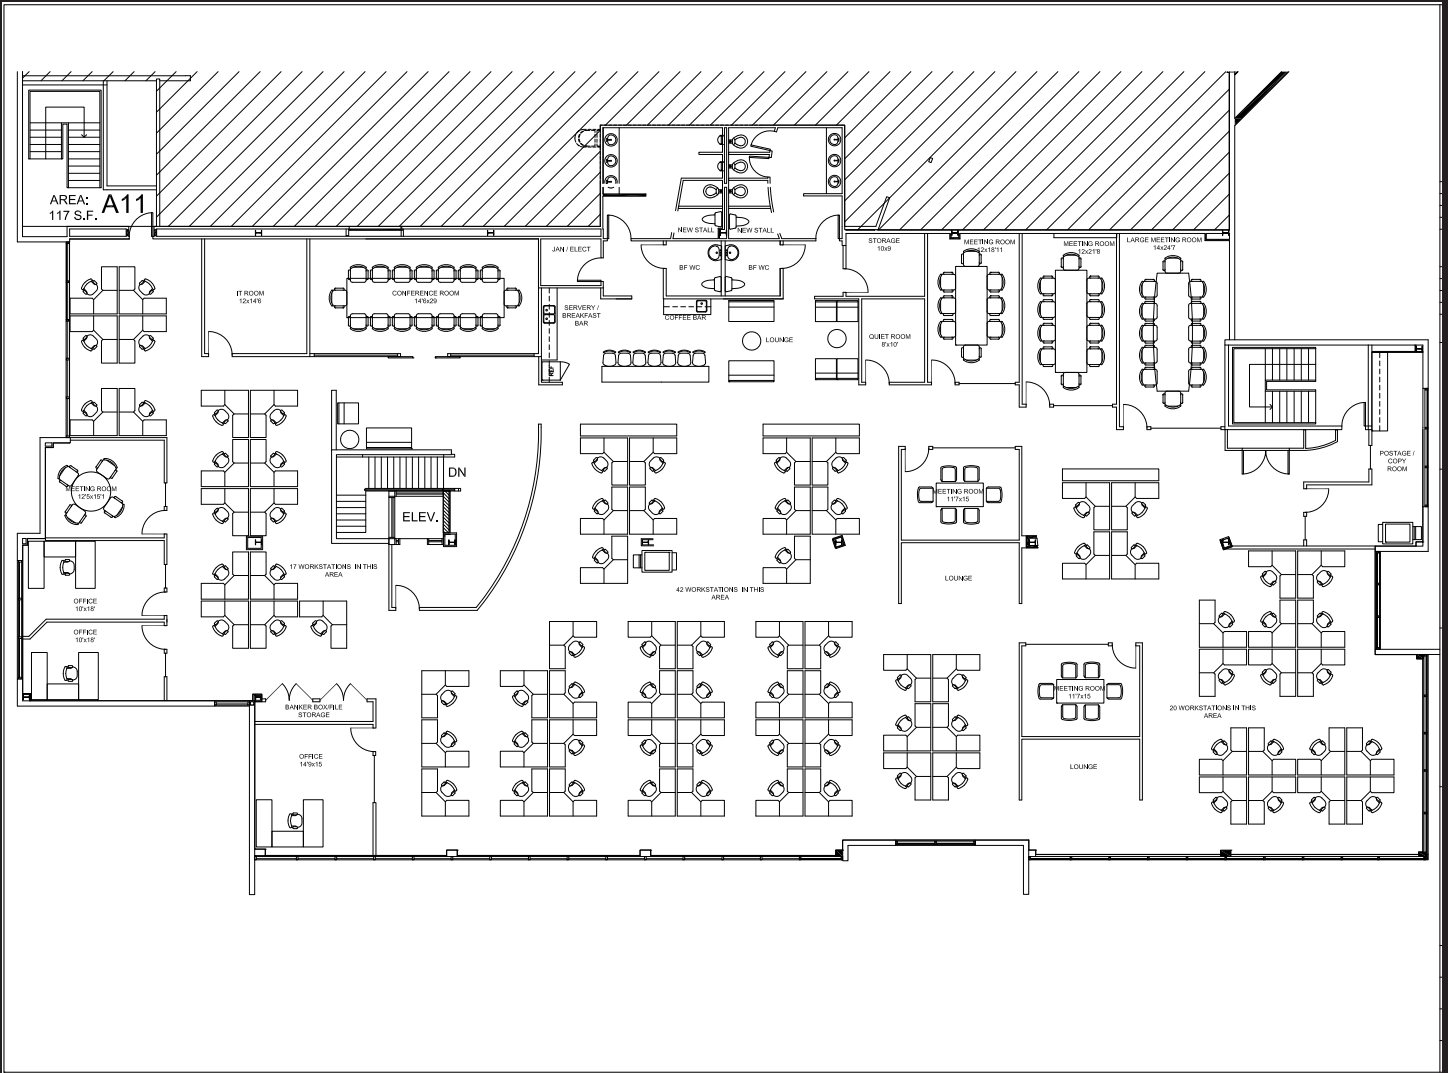 AREA: A11
117 S.F.
NEW STALL
NEW STALL
JAN / ELECT
BF WC
BF WC
STORAGE
10x9
MEETING ROOM
12x18'11
MEETING ROOM
12x21'8
LARGE MEETING ROOM
14x24'7
IT ROOM
12x14'6
CONFERENCE ROOM
14'6x29
SERVERY /
BREAKFAST
BAR
COFFEE BAR
LOUNGE
QUIET ROOM
8'x10'
REF
DN
ELEV.
POSTAGE /
COPY
ROOM
MEETING ROOM
12'5x15'1
MEETING ROOM
11'7x15
17 WORKSTATIONS IN THIS
AREA
LOUNGE
42 WORKSTATIONS IN THIS
AREA
OFFICE
10'x18'
OFFICE
10'x18'
MEETING ROOM
11'7x15
BANKER BOX/FILE
STORAGE
20 WORKSTATIONS IN THIS
AREA
OFFICE
14'9x15
LOUNGE